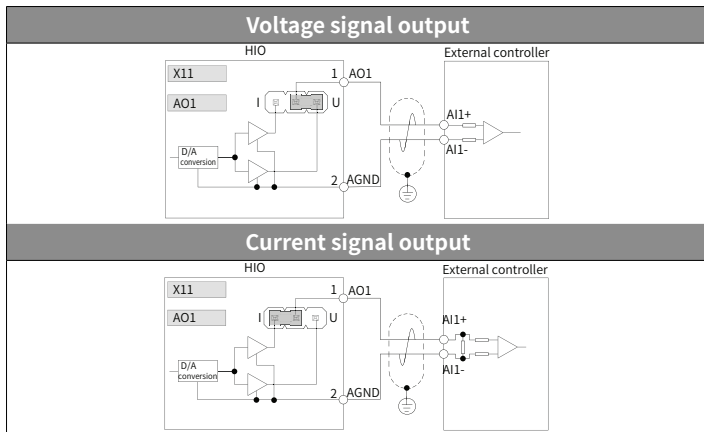 Voltage signal output
HIO
External controller
X11
1
AO1
AO1
I
U
AI1+
D/A
conversion
AI1-
2
AGND
Current signal output
HIO
External controller
X11
1
AO1
AO1
I
U
AI1+
D/A
conversion
AI1-
2
AGND